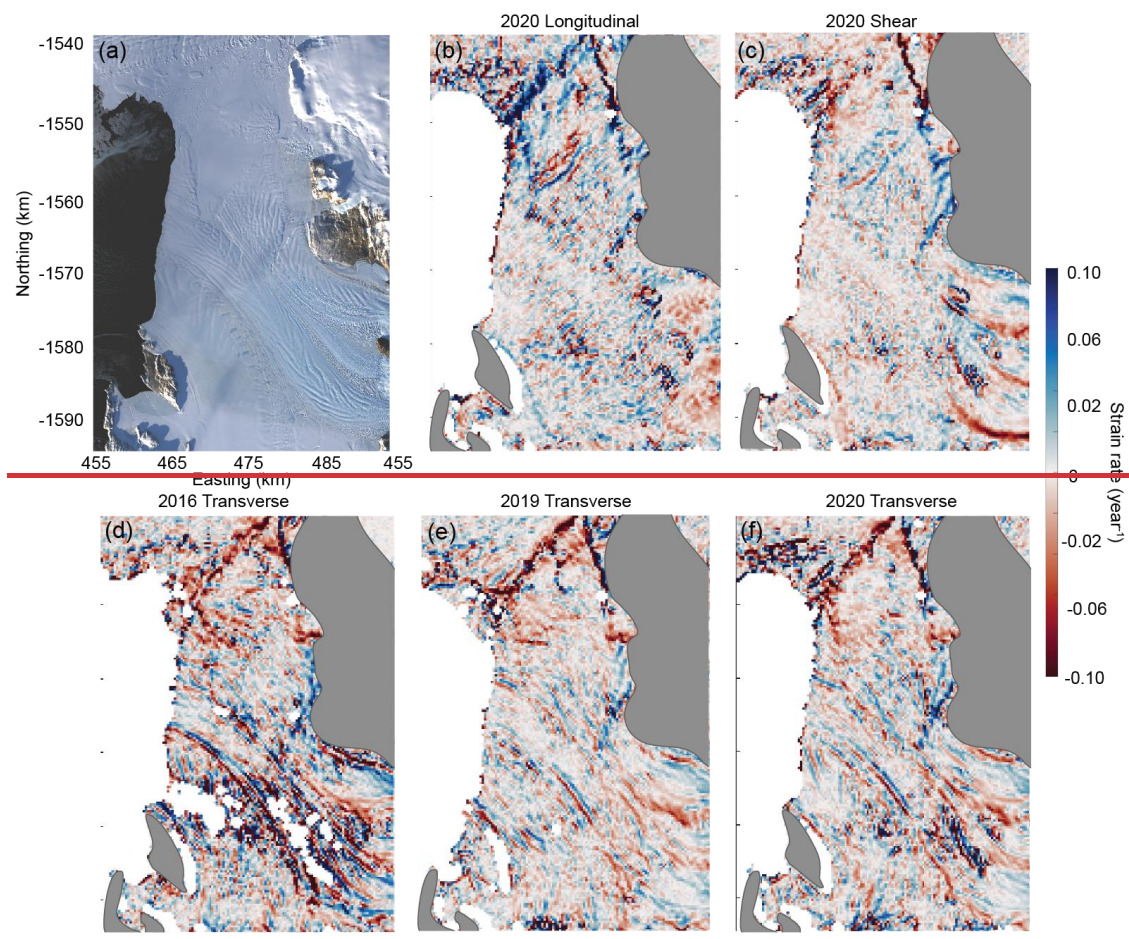 2020 Longitudinal
2020 Shear
(a)
(b)
(c)
-1540
-1550
-1560
-1570
-1580
-1590
Northing (km)
455 465 475 485 455
Easting (km)
2016 Transverse
2019 Transverse
2020 Transverse
(d)
(e)
(f)
0.10
0.06
0.02
0
-0.02
-0.06
-0.10
Strain rate (year¹)